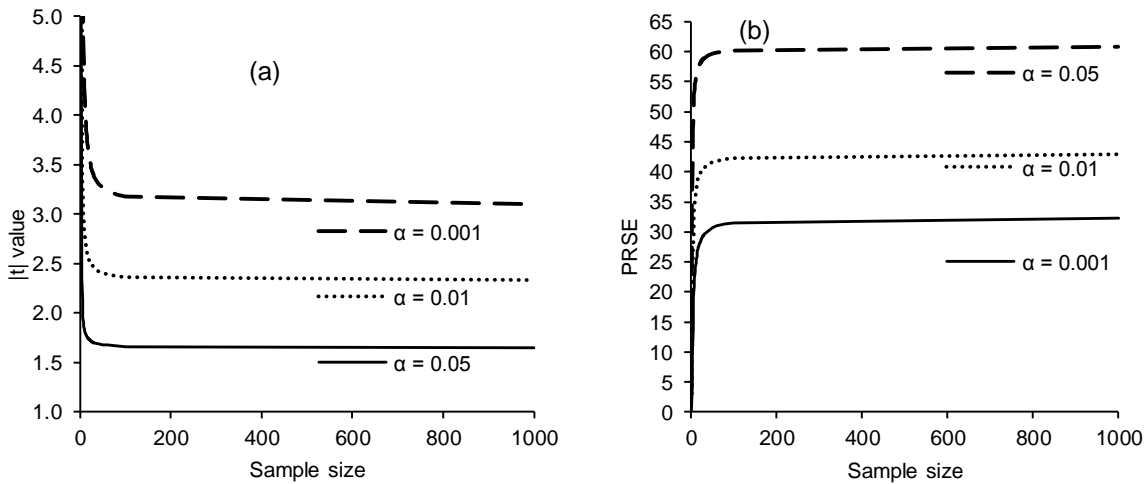 (a)
|t| value
5.0
4.5
4.0
3.5
3.0
2.5
2.0
1.5
1.0
α = 0.001
α = 0.01
α = 0.05
0 200 400 600 800 1000
Sample size
(b)
PRSE
65
60
55
50
45
40
35
30
25
20
15
10
5
0
α = 0.05
α = 0.01
α = 0.001
0 200 400 600 800 1000
Sample size